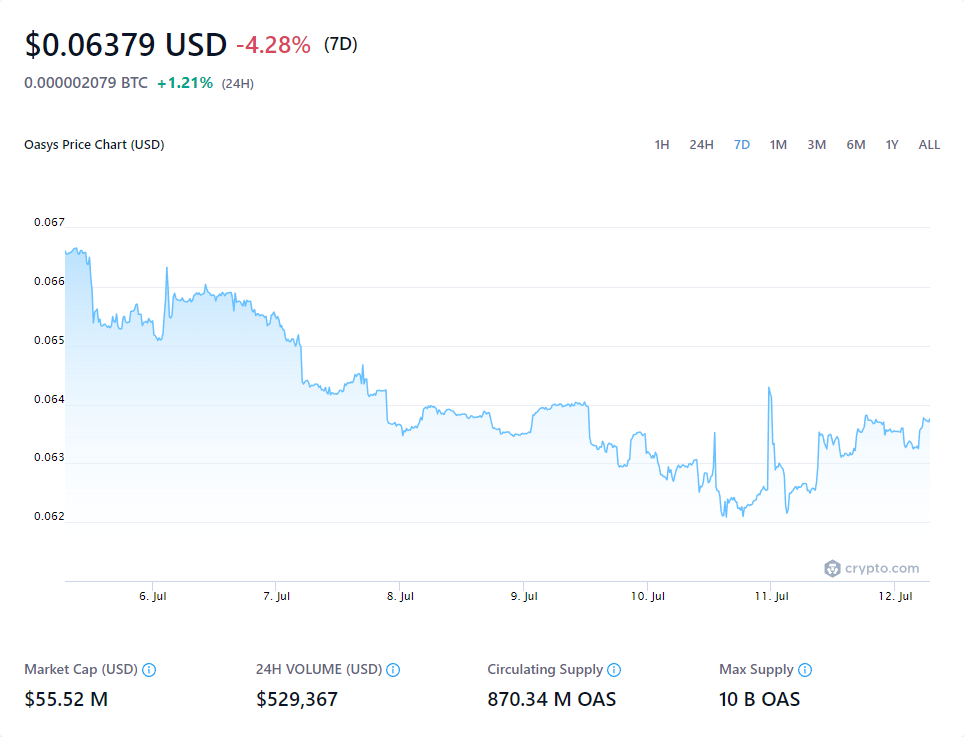 $0.06379 USD -4.28% (7D)
0.000002079 BTC +1.21% (24H)
Oasys Price Chart (USD) 1H 24H 7D 1M 3M 6M 1Y ALL
0.067
0.066
0.065
0.064
0.063
0.062
crypto.com
6. Jul 7. Jul 8. Jul 9. Jul 10. Jul 11. Jul 12. Jul
Market Cap (USD) 24H VOLUME (USD) Circulating Supply Max Supply
$55.52 M $529,367 870.34 M OAS 10 B OAS